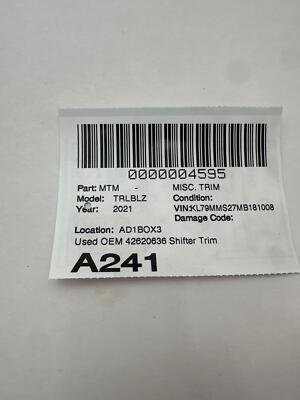 0000004595
Part: MTM - MISC. TRIM
Model: TRLBLZ Condition:
Year: 2021 VIN:KL79MMS27MB181008
Damage Code:
Location: AD1BOX3
Used OEM 42620636 Shifter Trim
A241